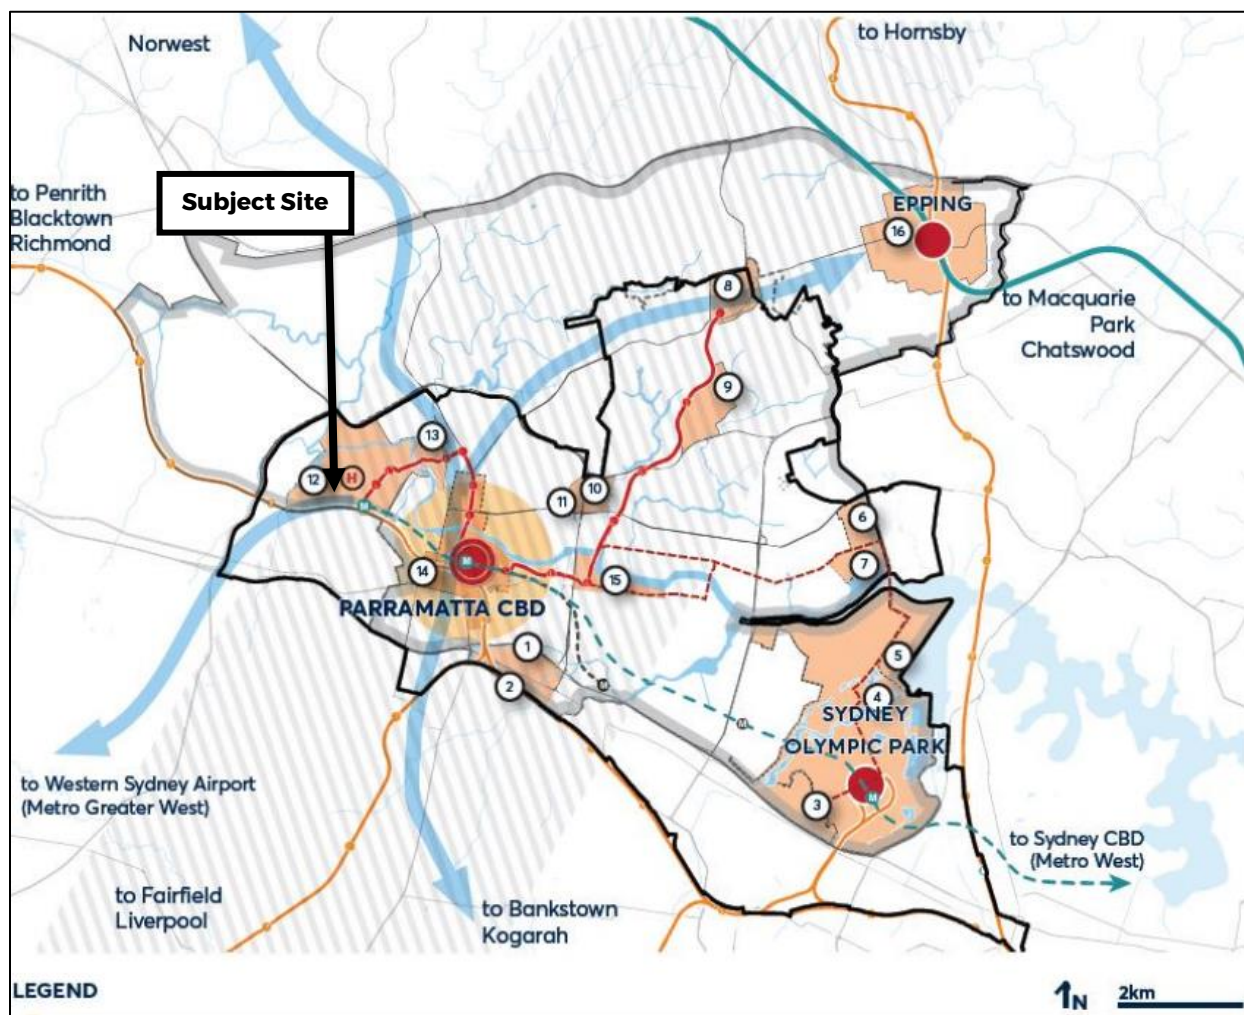 Norwest
to Hornsby
to Penrith
Blacktown
Richmond
Subject Site
EPPING
16
8
to Macquarie
Park
Chatswood
9
13
12
H
10
11
M
6
7
M
14
15
PARRAMATTA CBD
1
2
M
5
4
M
SYDNEY
OLYMPIC PARK
3
M
to Western Sydney Airport
(Metro Greater West)
to Sydney CBD
(Metro West)
to Fairfield
Liverpool
to Bankstown
Kogarah
LEGEND
N
2km